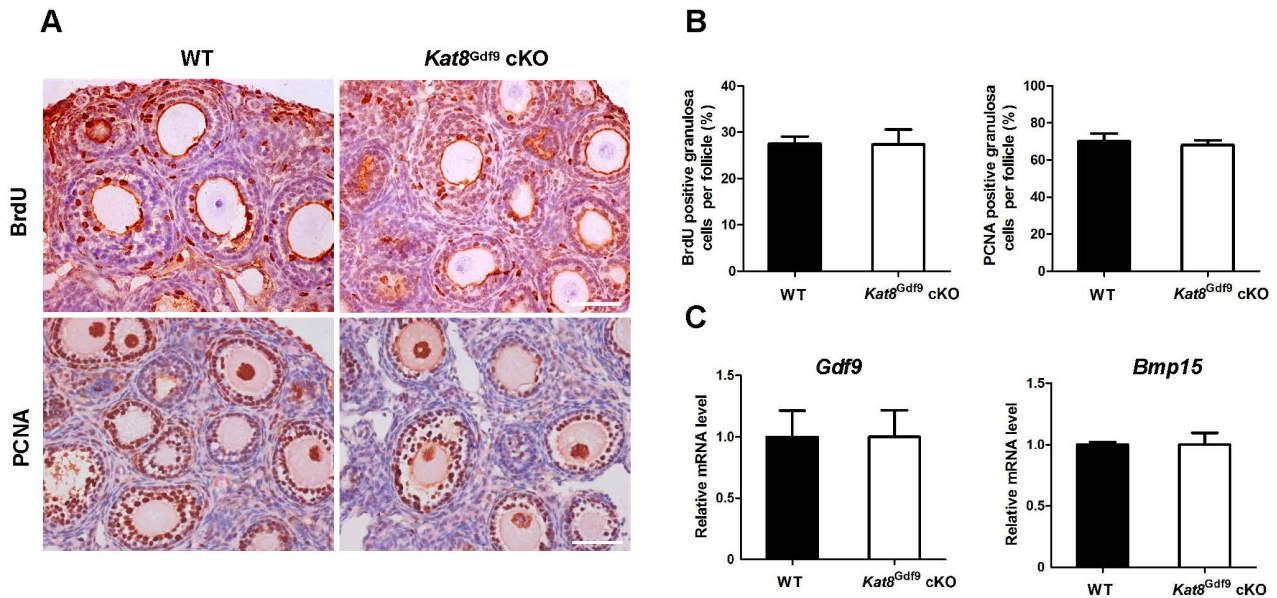 A
WT
Kat8Gdf9 cKO
BrdU
PCNA
B
BrdU positive granulosa
cells per follicle (%)
40
30
20
10
0
WT
Kat8Gdf9 cKO
PCNA positive granulosa
cells per follicle (%)
100
80
60
40
20
0
WT
Kat8Gdf9 cKO
C
Gdf9
Relative mRNA level
1.5
1.0
0.5
0
WT
Kat8Gdf9 cKO
Bmp15
Relative mRNA level
1.5
1.0
0.5
0
WT
Kat8Gdf9 cKO